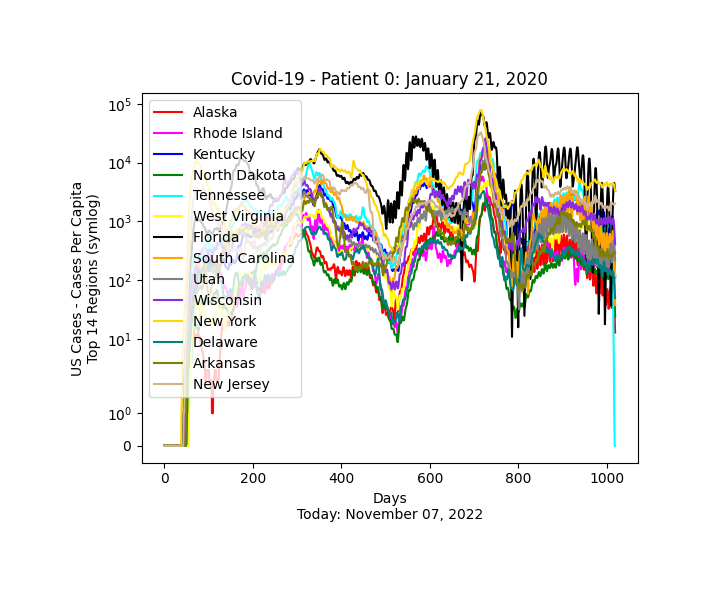 Covid-19 - Patient 0: January 21, 2020
US Cases - Cases Per Capita
Top 14 Regions (symlog)
10^5
10^4
10^3
10^2
10^1
10^0
0
Alaska
Rhode Island
Kentucky
North Dakota
Tennessee
West Virginia
Florida
South Carolina
Utah
Wisconsin
New York
Delaware
Arkansas
New Jersey
0 200 400 600 800 1000
Days
Today: November 07, 2022